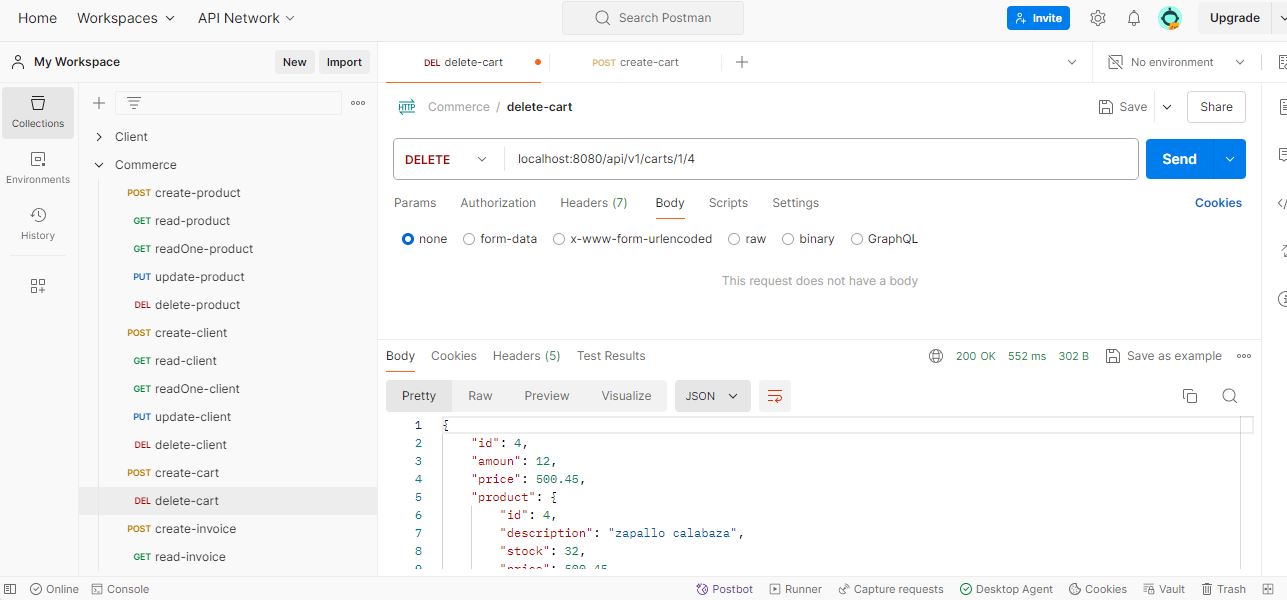 Home Workspaces API Network Search Postman Invite Upgrade
My Workspace New Import DEL delete-cart POST create-cart No environment
Collections
Environments
History
Client
Commerce
POST create-product
GET read-product
GET readOne-product
PUT update-product
DEL delete-product
POST create-client
GET read-client
GET readOne-client
PUT update-client
DEL delete-client
POST create-cart
DEL delete-cart
POST create-invoice
GET read-invoice
HTTP Commerce / delete-cart Save Share
DELETE localhost:8080/api/v1/carts/1/4 Send
Params Authorization Headers (7) Body Scripts Settings Cookies
none form-data x-www-form-urlencoded raw binary GraphQL
This request does not have a body
Body Cookies Headers (5) Test Results 200 OK 552 ms 302 B Save as example
Pretty Raw Preview Visualize JSON
1 {
2 "id": 4,
3 "amoun": 12,
4 "price": 500.45,
5 "product": {
6 "id": 4,
7 "description": "zapallo calabaza",
8 "stock": 32,
9 "price": 500.45
Online Console Postbot Runner Capture requests Desktop Agent Cookies Vault Trash